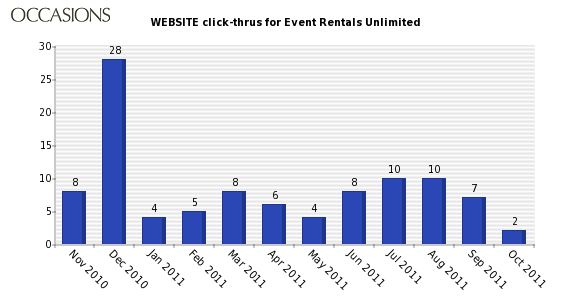 OCCASIONS
WEBSITE click-thrus for Event Rentals Unlimited
30
25
20
15
10
5
0
8
28
4
5
8
6
4
8
10
10
7
2
Nov 2010
Dec 2010
Jan 2011
Feb 2011
Mar 2011
Apr 2011
May 2011
Jun 2011
Jul 2011
Aug 2011
Sep 2011
Oct 2011